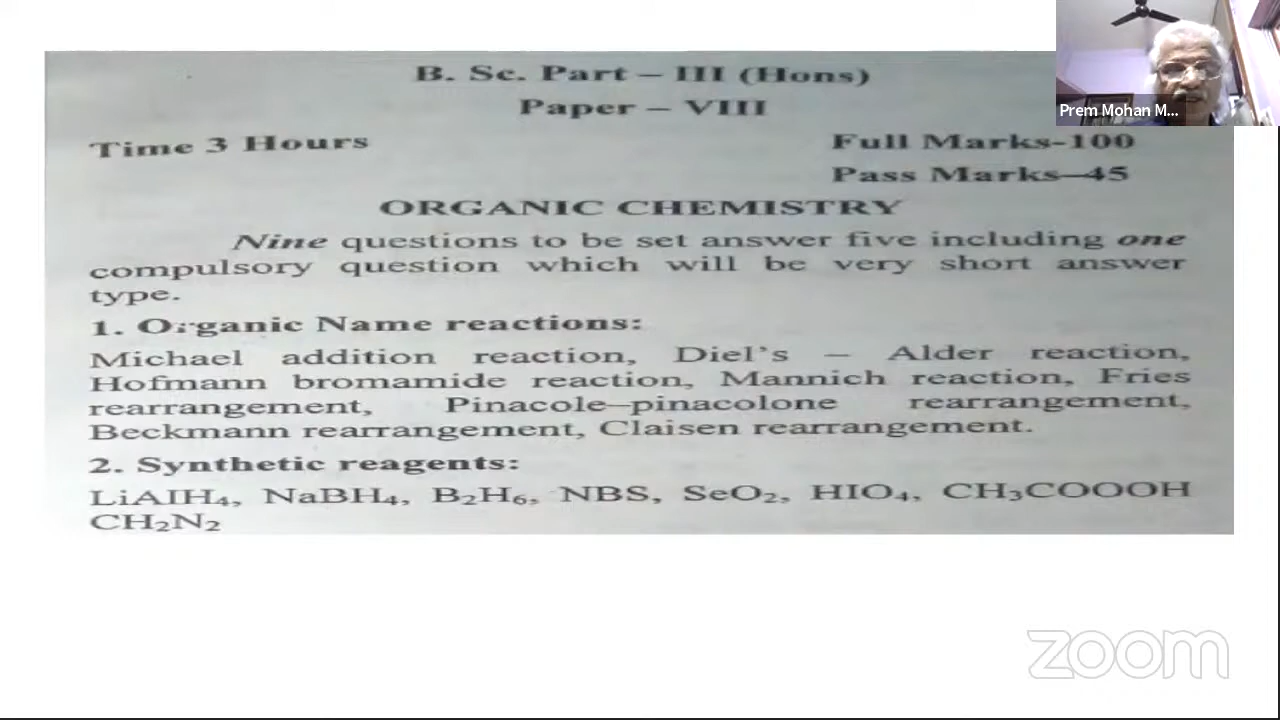 B. Sc. Part – III (Hons)
Paper – VIII
Prem Mohan M...
Time 3 Hours
Full Marks-100
Pass Marks–45
ORGANIC CHEMISTRY
Nine questions to be set answer five including one
compulsory question which will be very short answer
type.
1. Organic Name reactions:
Michael addition reaction, Diel's – Alder reaction,
Hofmann bromamide reaction, Mannich reaction, Fries
rearrangement, Pinacole–pinacolone rearrangement,
Beckmann rearrangement, Claisen rearrangement.
2. Synthetic reagents:
LiAIH₄, NaBH₄, B₂H₆, NBS, SeO₂, HIO₄, CH₃COOOH
CH₂N₂
zoom